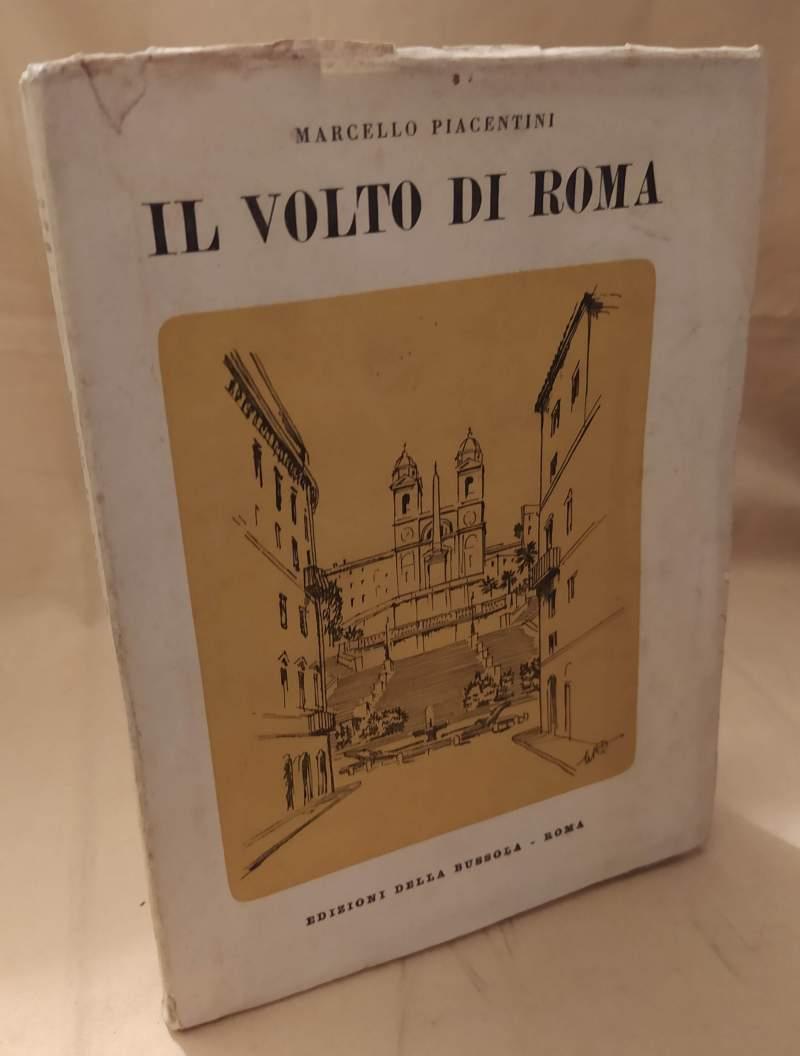 MARCELLO PIACENTINI
IL VOLTO DI ROMA
EDIZIONI DELLA BUSSOLA - ROMA